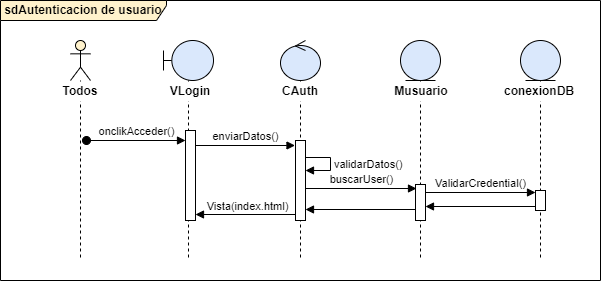 sdAutenticacion de usuario
Todos
VLogin
CAuth
Musuario
conexionDB
onclikAcceder()
enviarDatos()
validarDatos()
buscarUser()
ValidarCredential()
Vista(index.html)